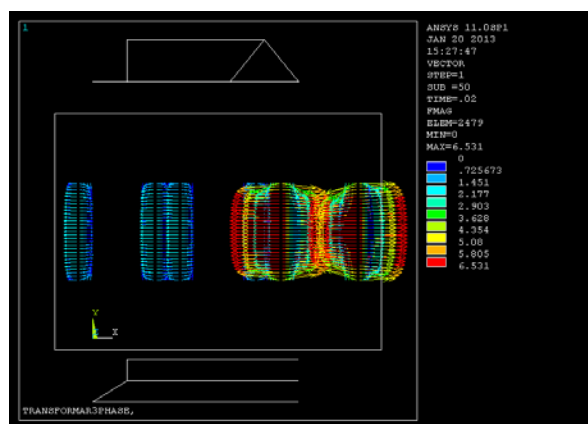 1
ANSYS 11.0SP1
JAN 20 2013
15:27:47
VECTOR
STEP=1
SUB =50
TIME=.02
FMAG
ELEM=2479
MIN=0
MAX=6.531
0
.725673
1.451
2.177
2.903
3.628
4.354
5.08
5.805
6.531
Y
X
TRANSFORMAR3PHASE,